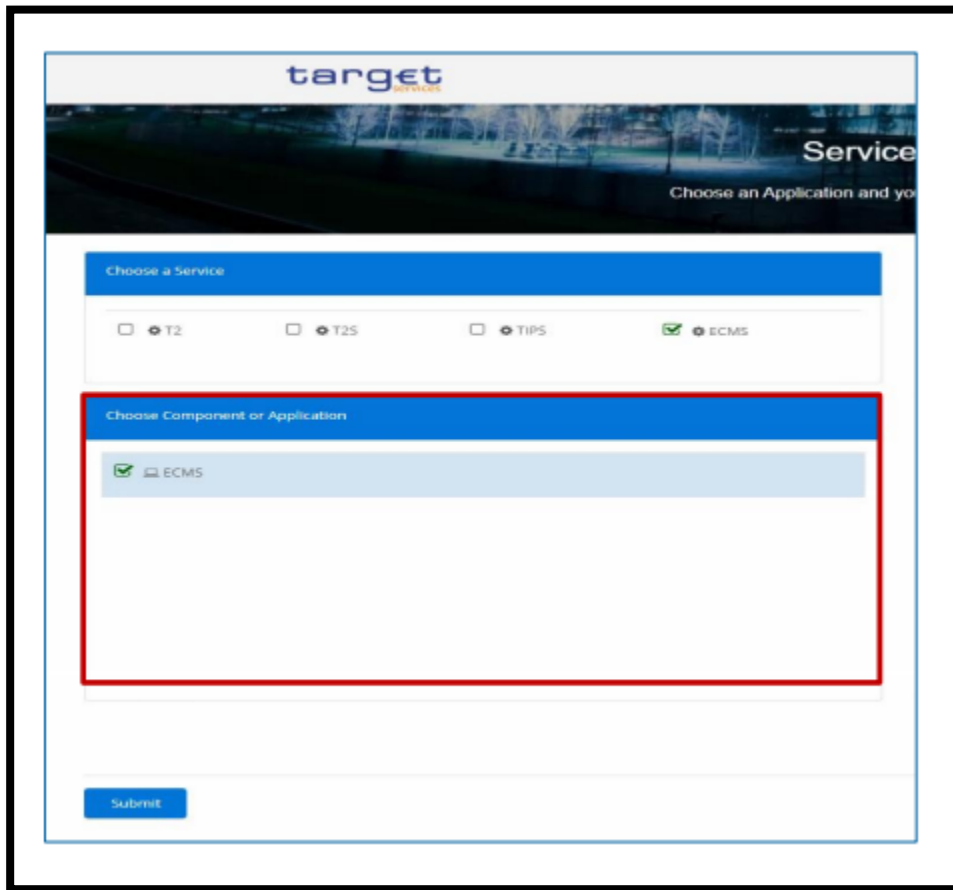 target
services
Service
Choose an Application and yo
Choose a Service
T2 T2S TIPS ECMS
Choose Component or Application
ECMS
Submit